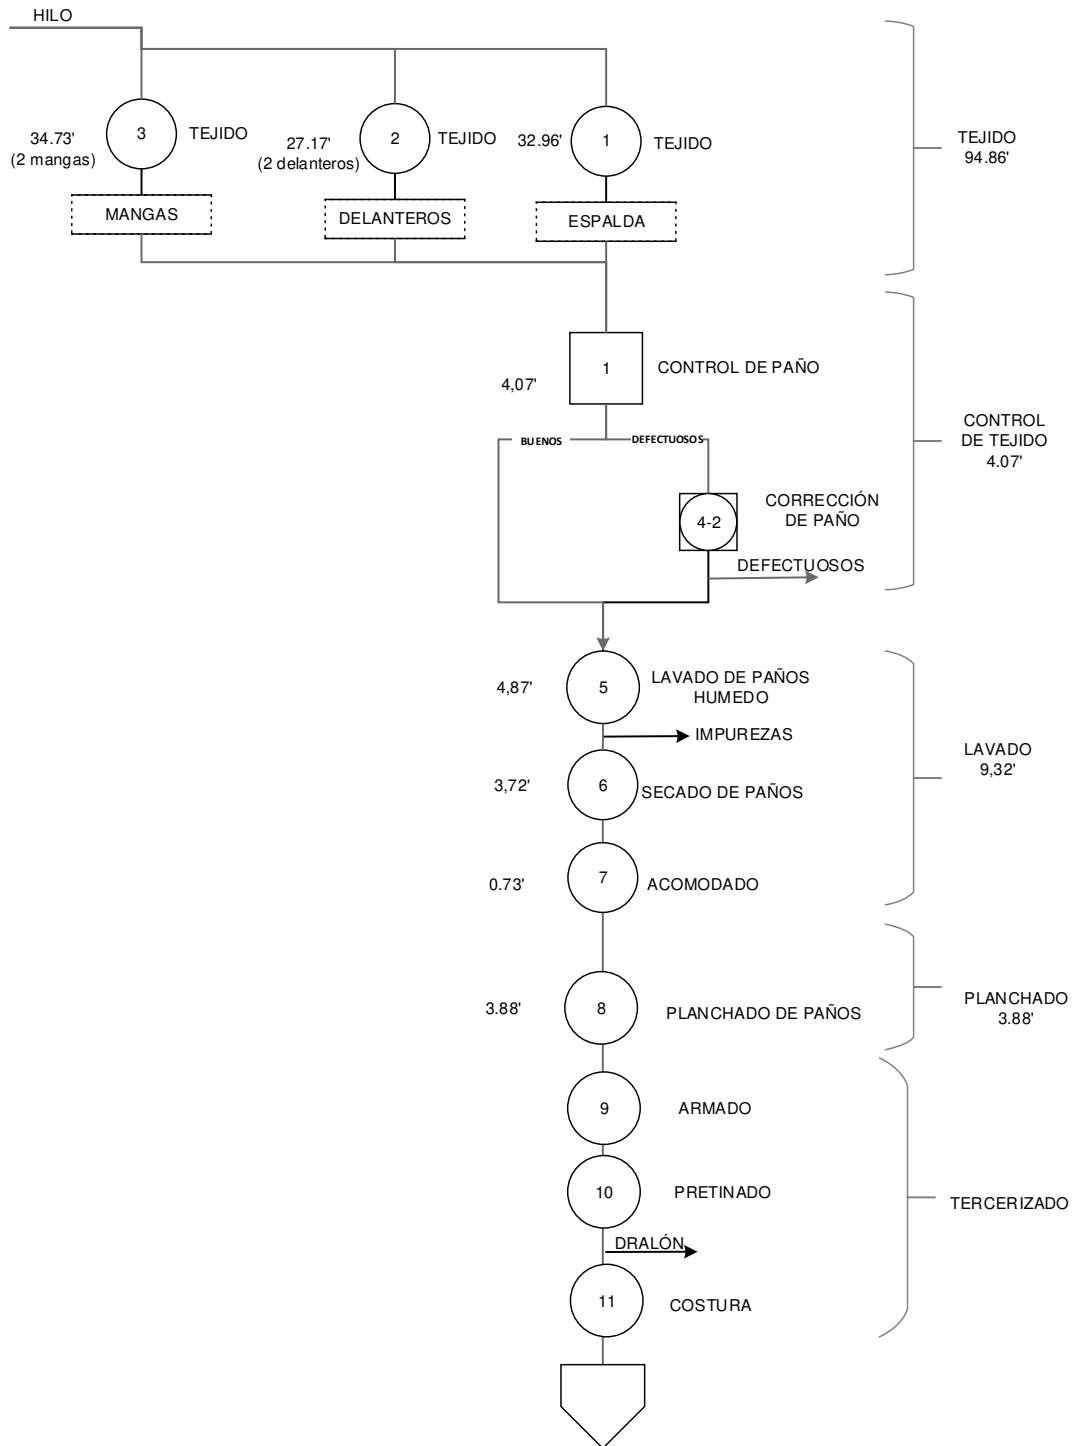 HILO
34.73'
(2 mangas)
3
TEJIDO
27.17'
(2 delanteros)
2
TEJIDO
32.96'
1
TEJIDO
TEJIDO
94.86'
MANGAS
DELANTEROS
ESPALDA
4,07'
1
CONTROL DE PAÑO
BUENOS
DEFECTUOSOS
CONTROL
DE TEJIDO
4.07'
4-2
CORRECCIÓN
DE PAÑO
DEFECTUOSOS
4,87'
5
LAVADO DE PAÑOS
HUMEDO
IMPUREZAS
3,72'
6
SECADO DE PAÑOS
LAVADO
9,32'
0.73'
7
ACOMODADO
3.88'
8
PLANCHADO DE PAÑOS
PLANCHADO
3.88'
9
ARMADO
10
PRETINADO
TERCERIZADO
DRALÓN
11
COSTURA